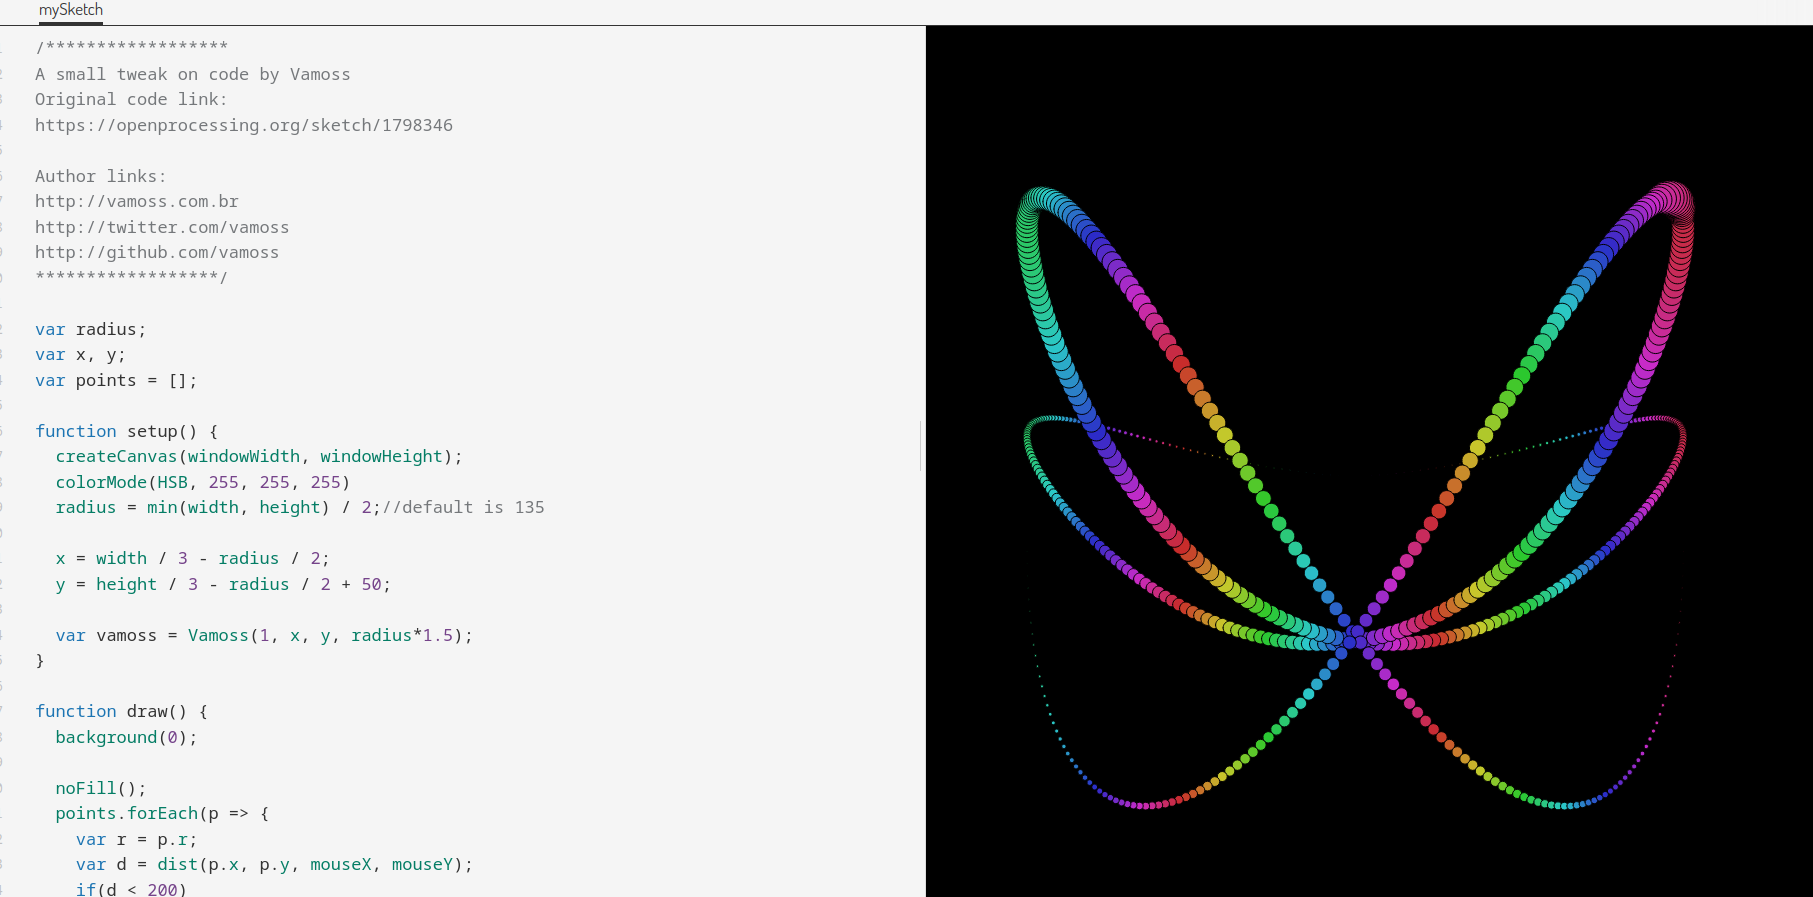 mySketch
/******************
A small tweak on code by Vamoss
Original code link:
https://openprocessing.org/sketch/1798346
Author links:
http://vamoss.com.br
http://twitter.com/vamoss
http://github.com/vamoss
******************/
var radius;
var x, y;
var points = [];
function setup() {
createCanvas(windowWidth, windowHeight);
colorMode(HSB, 255, 255, 255)
radius = min(width, height) / 2;//default is 135
x = width / 3 - radius / 2;
y = height / 3 - radius / 2 + 50;
var vamoss = Vamoss(1, x, y, radius*1.5);
}
function draw() {
background(0);
noFill();
points.forEach(p => {
var r = p.r;
var d = dist(p.x, p.y, mouseX, mouseY);
if(d < 200)